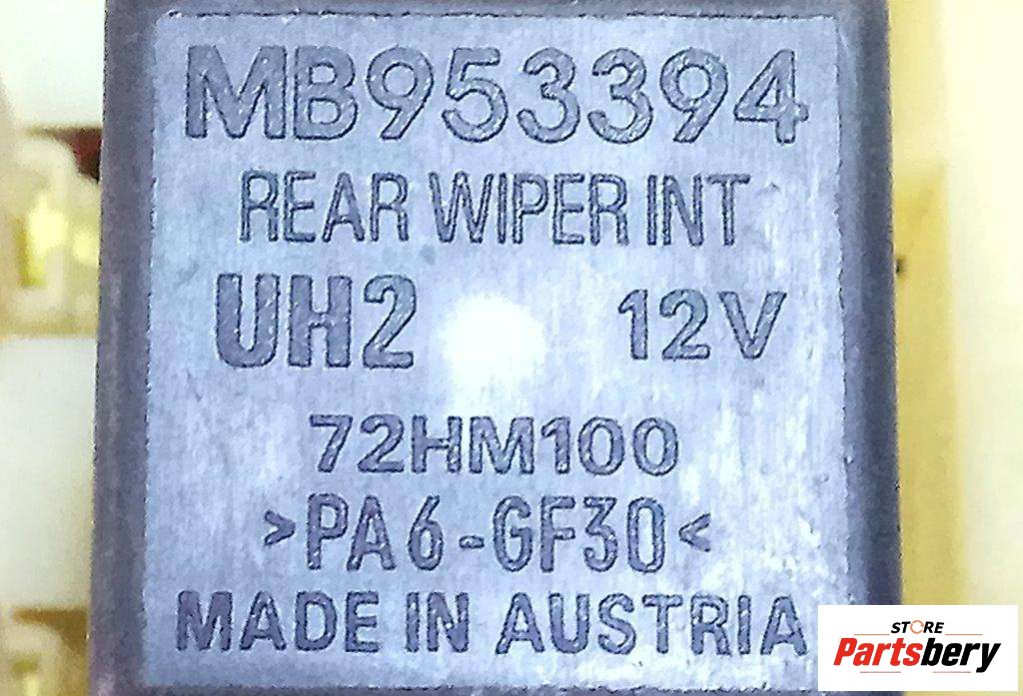 MB953394
REAR WIPER INT
UH2 12V
72HM100
>PA6-GF30<
MADE IN AUSTRIA
STORE
Partsbery